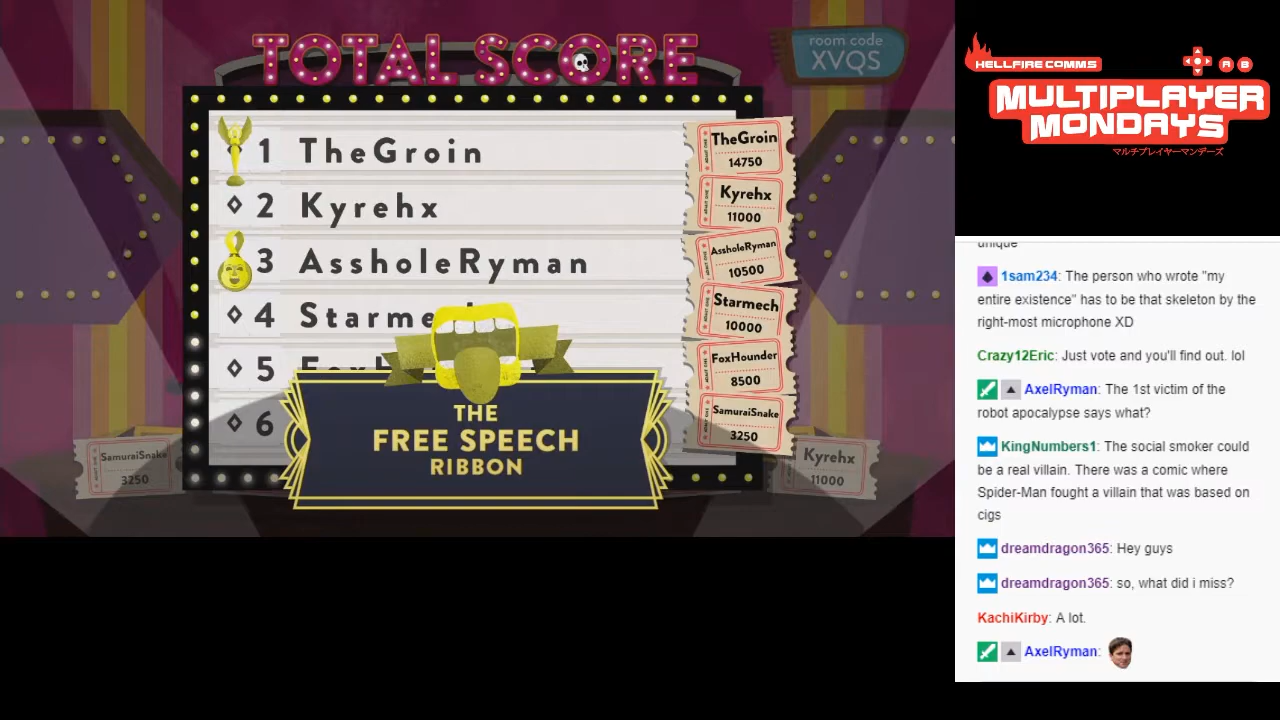 TOTAL SCORE
room code
XVQS
1 TheGroin
2 Kyrehx
3 AssholeRyman
4 Starme
5 FoxH
6
TheGroin
14750
Kyrehx
11000
AssholeRyman
10500
Starmech
10000
FoxHounder
8500
SamuraiSnake
3250
SamuraiSnake
3250
Kyrehx
11000
THE
FREE SPEECH
RIBBON
HELLFIRE COMMS
A B
MULTIPLAYER
MONDAYS
マルチプレイヤーマンデーズ
unique
1sam234: The person who wrote "my
entire existence" has to be that skeleton by the
right-most microphone XD
Crazy12Eric: Just vote and you'll find out. lol
AxelRyman: The 1st victim of the
robot apocalypse says what?
KingNumbers1: The social smoker could
be a real villain. There was a comic where
Spider-Man fought a villain that was based on
cigs
dreamdragon365: Hey guys
dreamdragon365: so, what did i miss?
KachiKirby: A lot.
AxelRyman: